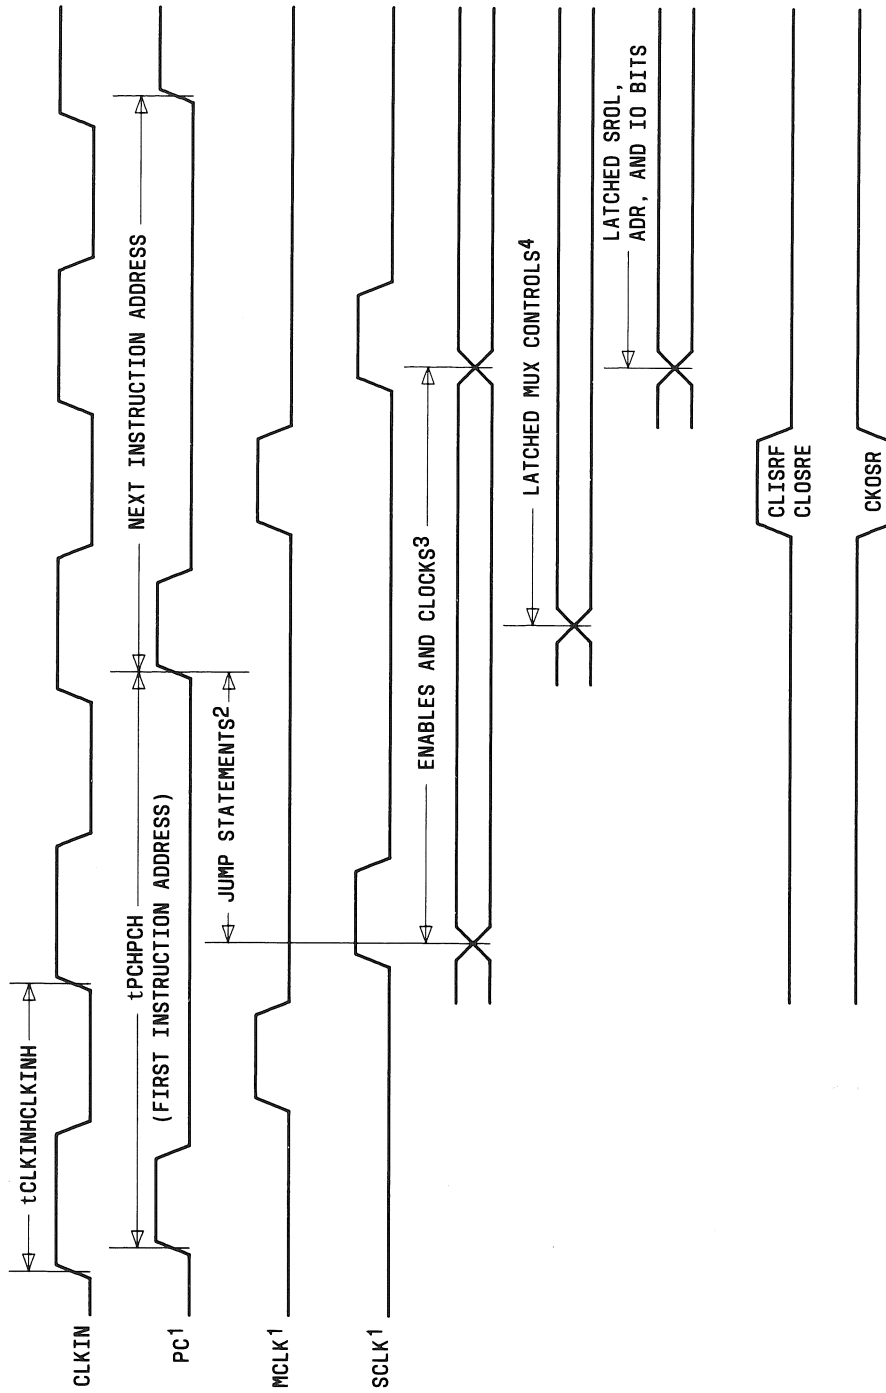 CLKIN
tCLKINHCLKINH
PC¹
tPCHPCH
(FIRST INSTRUCTION ADDRESS)
NEXT INSTRUCTION ADDRESS
JUMP STATEMENTS²
MCLK¹
SCLK¹
ENABLES AND CLOCKS³
LATCHED MUX CONTROLS⁴
LATCHED SROL,
ADR, AND IO BITS
CLISRF
CLOSRE
CKOSR